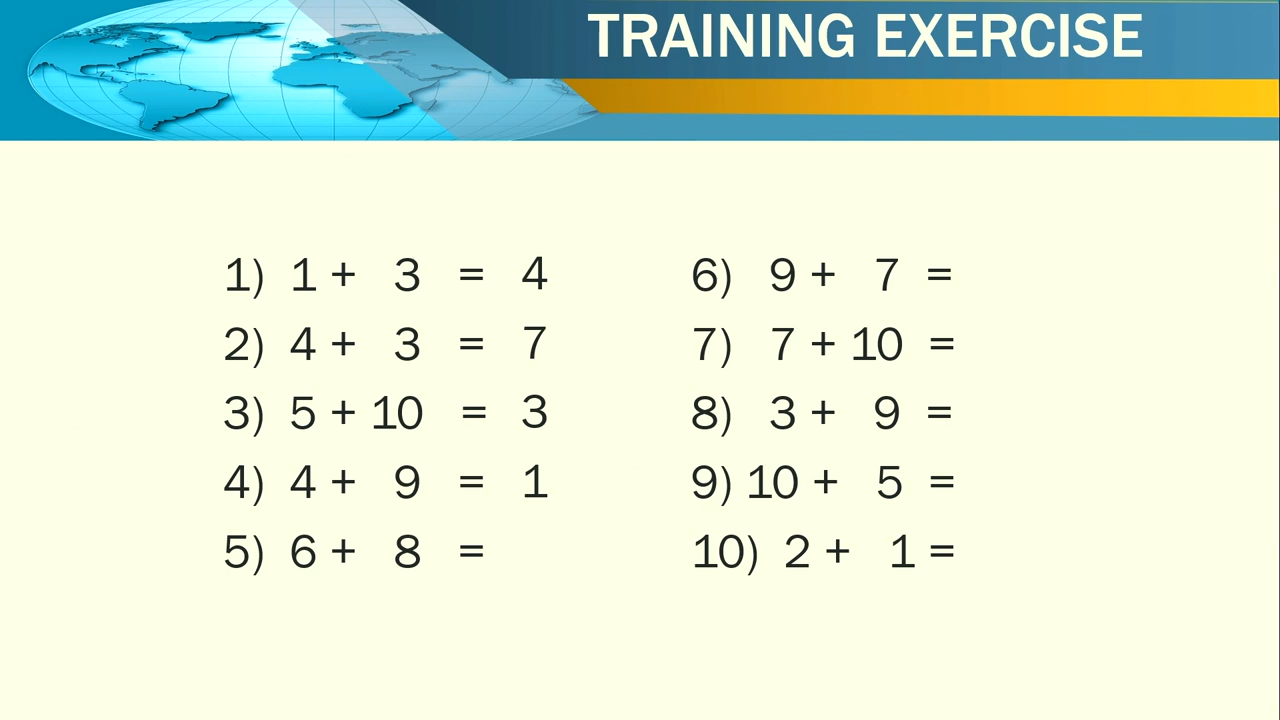 TRAINING EXERCISE
1) 1 + 3 = 4
2) 4 + 3 = 7
3) 5 + 10 = 3
4) 4 + 9 = 1
5) 6 + 8 =
6) 9 + 7 =
7) 7 + 10 =
8) 3 + 9 =
9) 10 + 5 =
10) 2 + 1 =